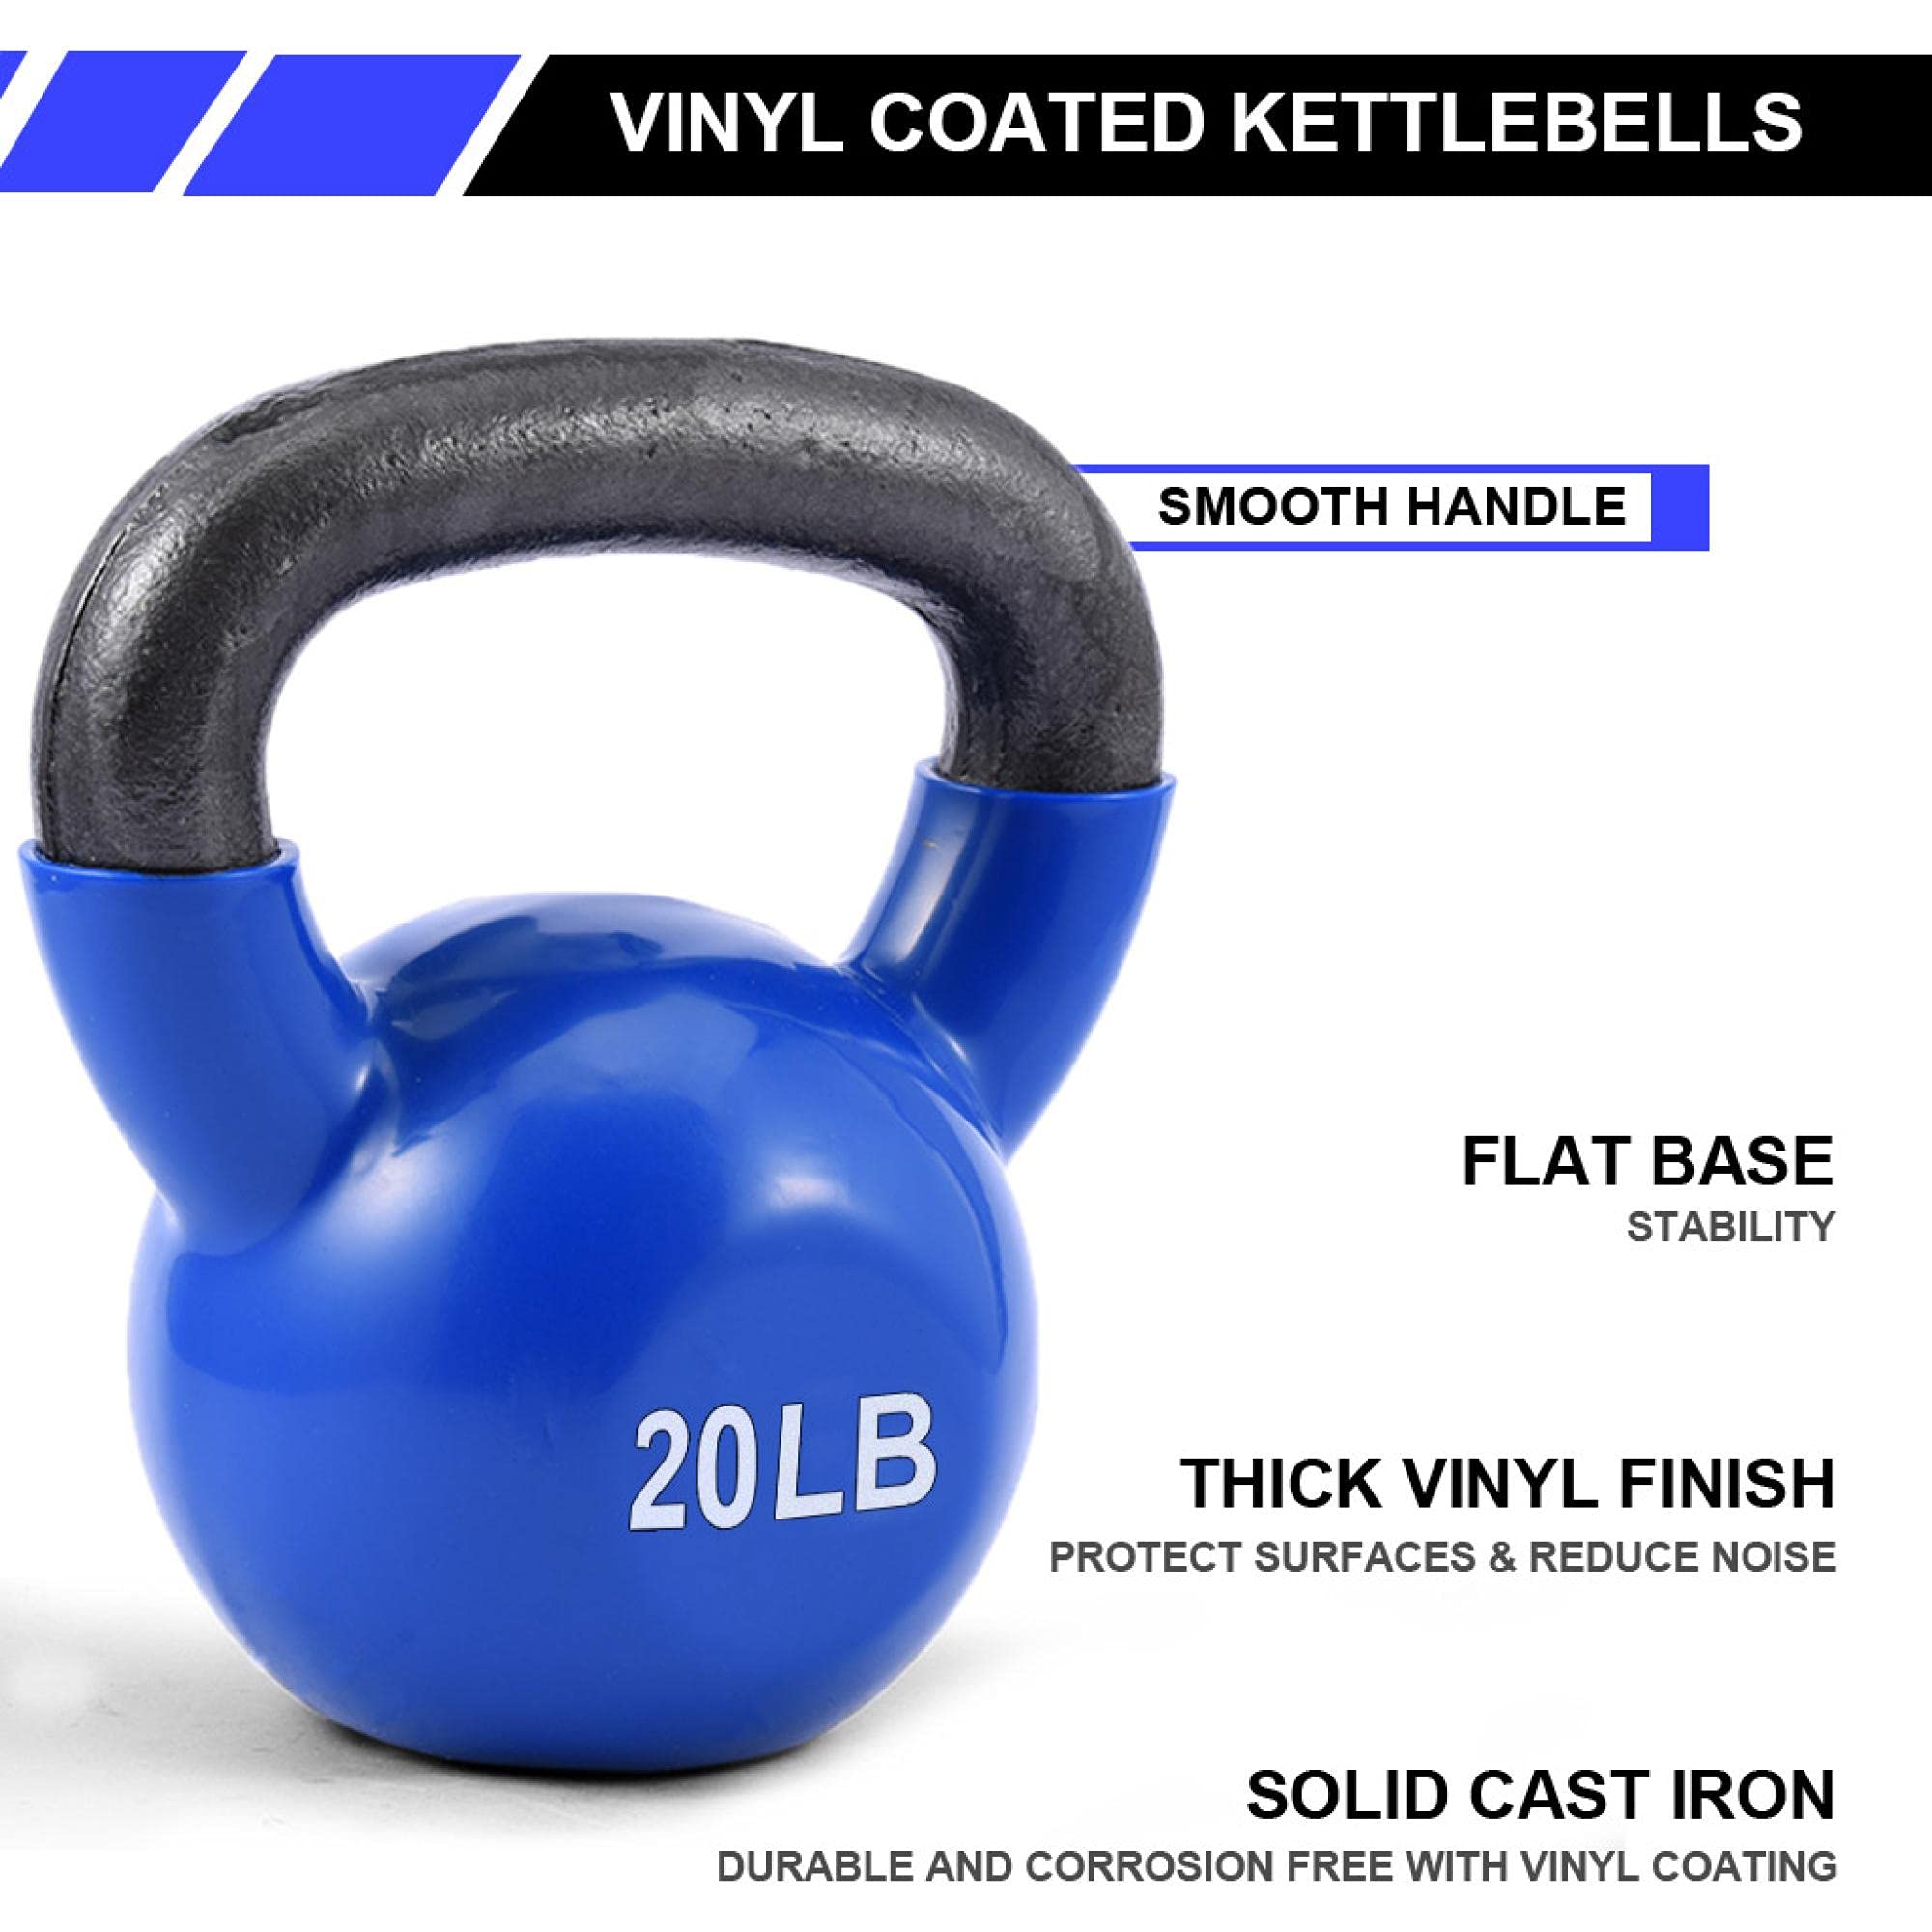 VINYL COATED KETTLEBELLS
SMOOTH HANDLE
FLAT BASE
STABILITY
20LB
THICK VINYL FINISH
PROTECT SURFACES & REDUCE NOISE
SOLID CAST IRON
DURABLE AND CORROSION FREE WITH VINYL COATING